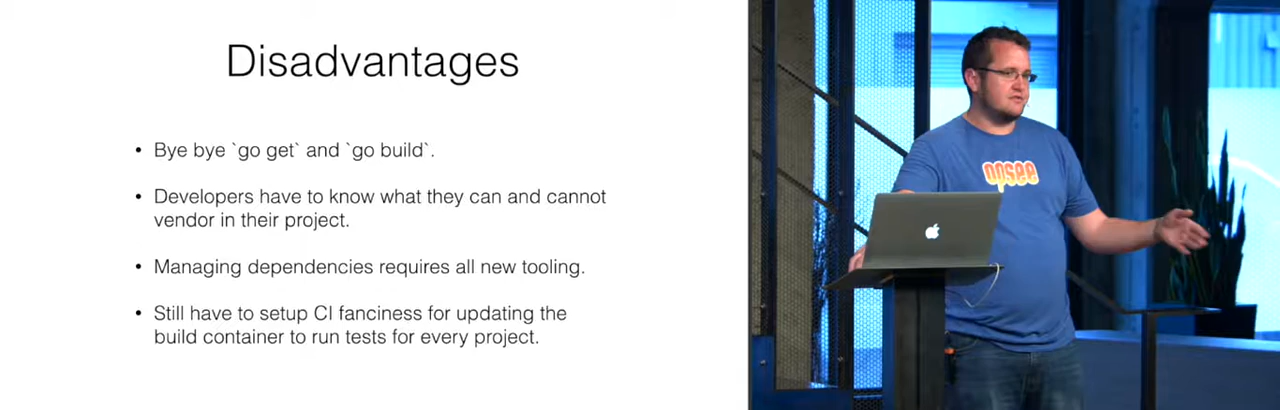 Disadvantages
• Bye bye `go get` and `go build`.
• Developers have to know what they can and cannot
vendor in their project.
• Managing dependencies requires all new tooling.
• Still have to setup CI fanciness for updating the
build container to run tests for every project.
opsee